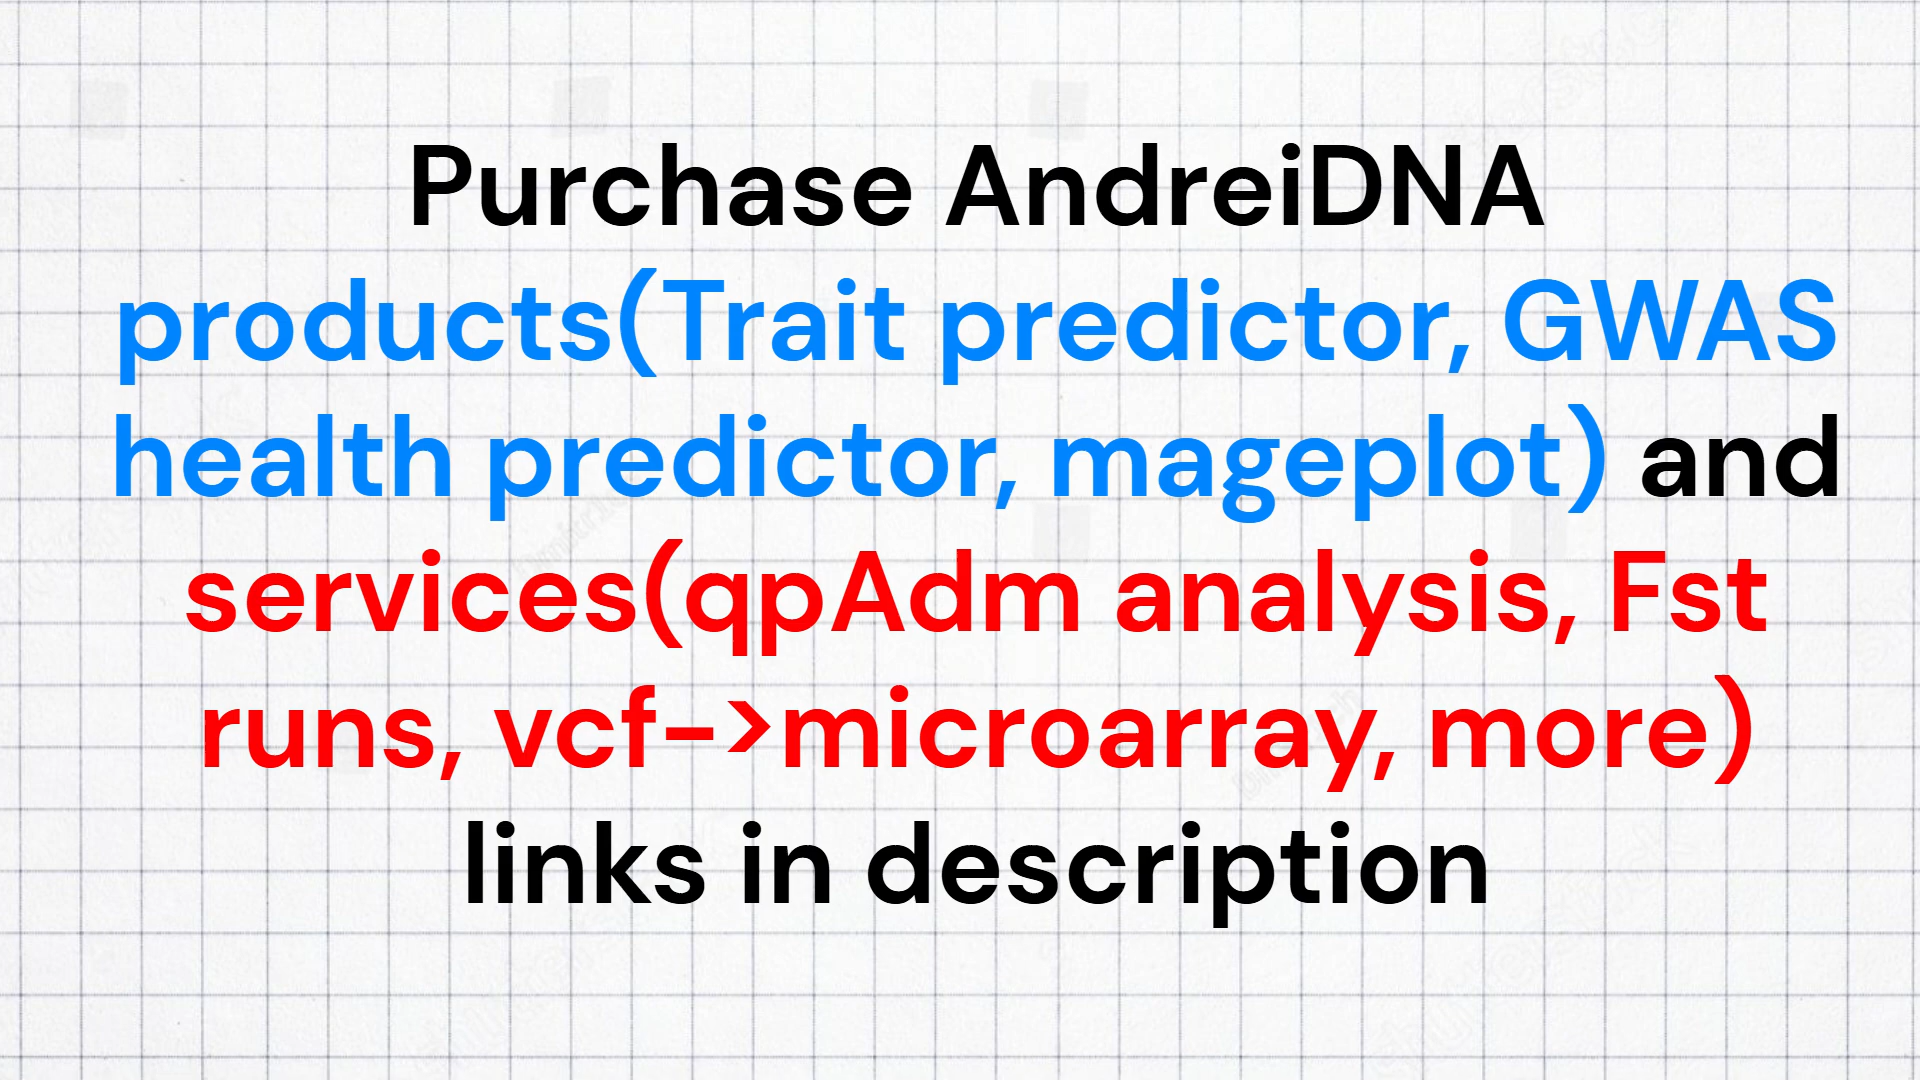 Purchase AndreiDNA
products(Trait predictor, GWAS
health predictor, mageplot) and
services(qpAdm analysis, Fst
runs, vcf->microarray, more)
links in description